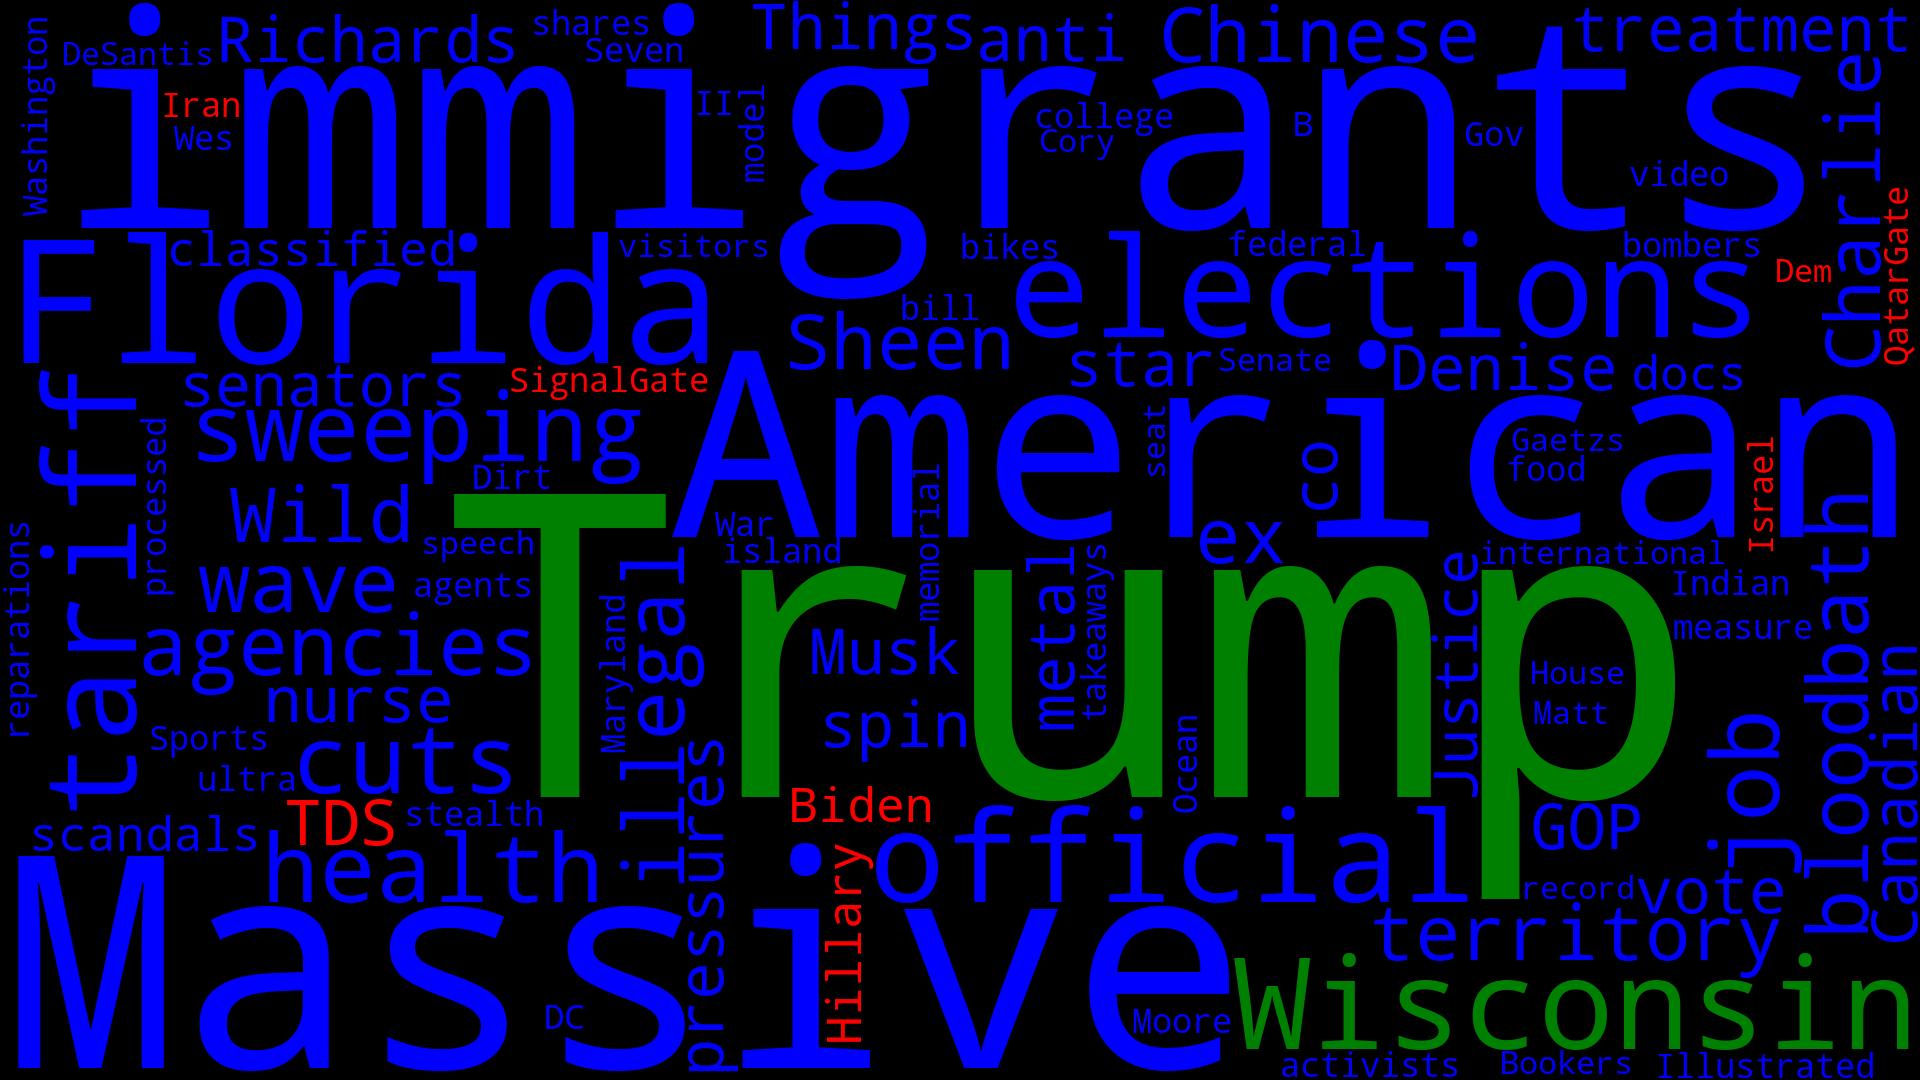 immigrants
Richards
shares
Seven
Things
anti
Chinese
treatment
DeSantis
Washington
Iran
Wes
II
model
college
Cory
B
Gov
video
Charlie
QatarGate
Florida
classified
visitors
bikes
federal
bombers
Dem
elections
bill
Sheen
star
Senate
Denise
docs
senators
SignalGate
American
tariff
sweeping
processed
Dirt
seat
co
Gaetzs
food
Israel
Wild
speech
War
island
memorial
ex
international
bloodbath
reparations
wave
agents
illegal
Trump
metal
takeaways
Justice
Indian
measure
agencies
Maryland
Musk
House
Matt
nurse
Sports
cuts
ultra
spin
Ocean
job
Canadian
TDS
stealth
Biden
scandals
health
pressures
official
GOP
record
vote
Massive
Hillary
territory
Wisconsin
DC
Moore
activists
Bookers
Illustrated